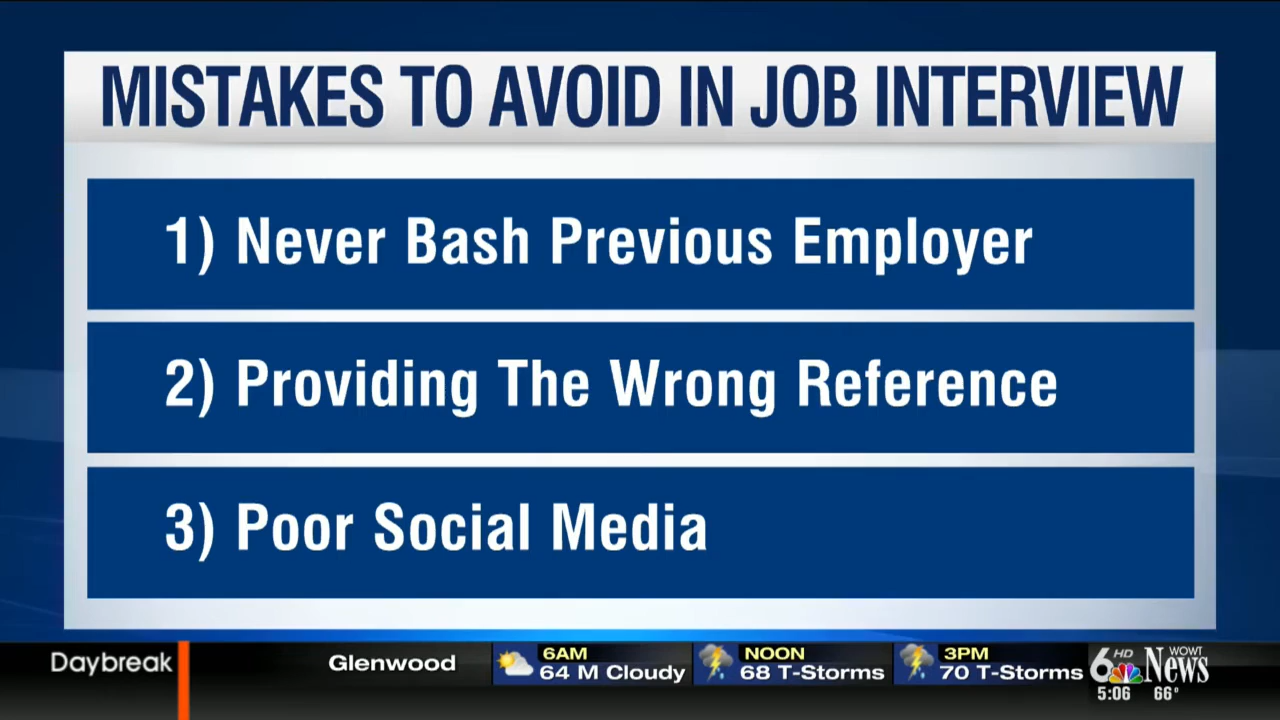 MISTAKES TO AVOID IN JOB INTERVIEW
1) Never Bash Previous Employer
2) Providing The Wrong Reference
3) Poor Social Media
Daybreak
Glenwood
6AM
64 M Cloudy
NOON
68 T-Storms
3PM
70 T-Storms
6 HD WOWT News
5:06 66°